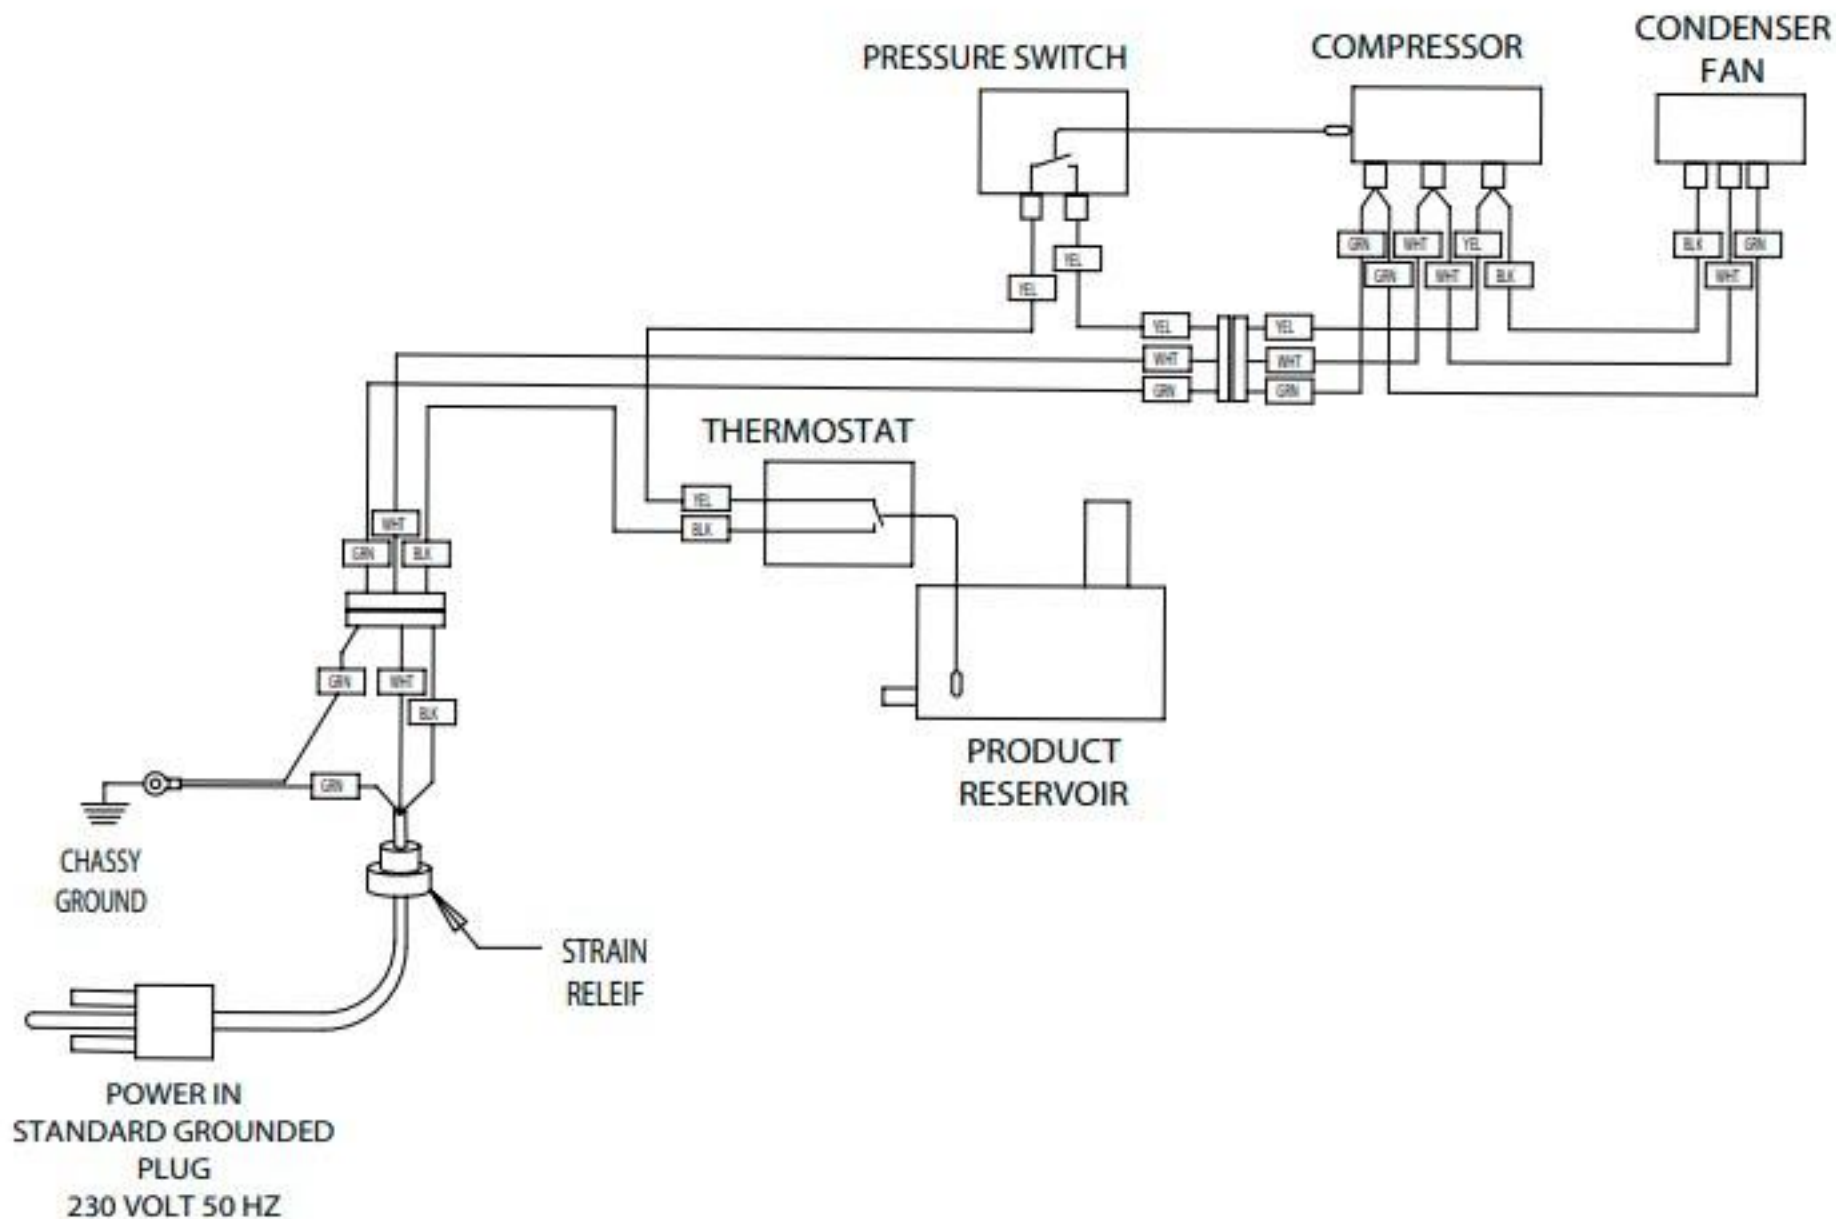 CONDENSER
FAN
COMPRESSOR
PRESSURE SWITCH
GRN
WHT
YEL
BLK
GRN
YEL
GRN
WHT
BLK
WHT
YEL
YEL
YEL
WHT
WHT
GRN
GRN
THERMOSTAT
YEL
BLK
WHT
GRN
BLK
GRN
WHT
BLK
GRN
PRODUCT
RESERVOIR
CHASSY
GROUND
STRAIN
RELEIF
POWER IN
STANDARD GROUNDED
PLUG
230 VOLT 50 HZ